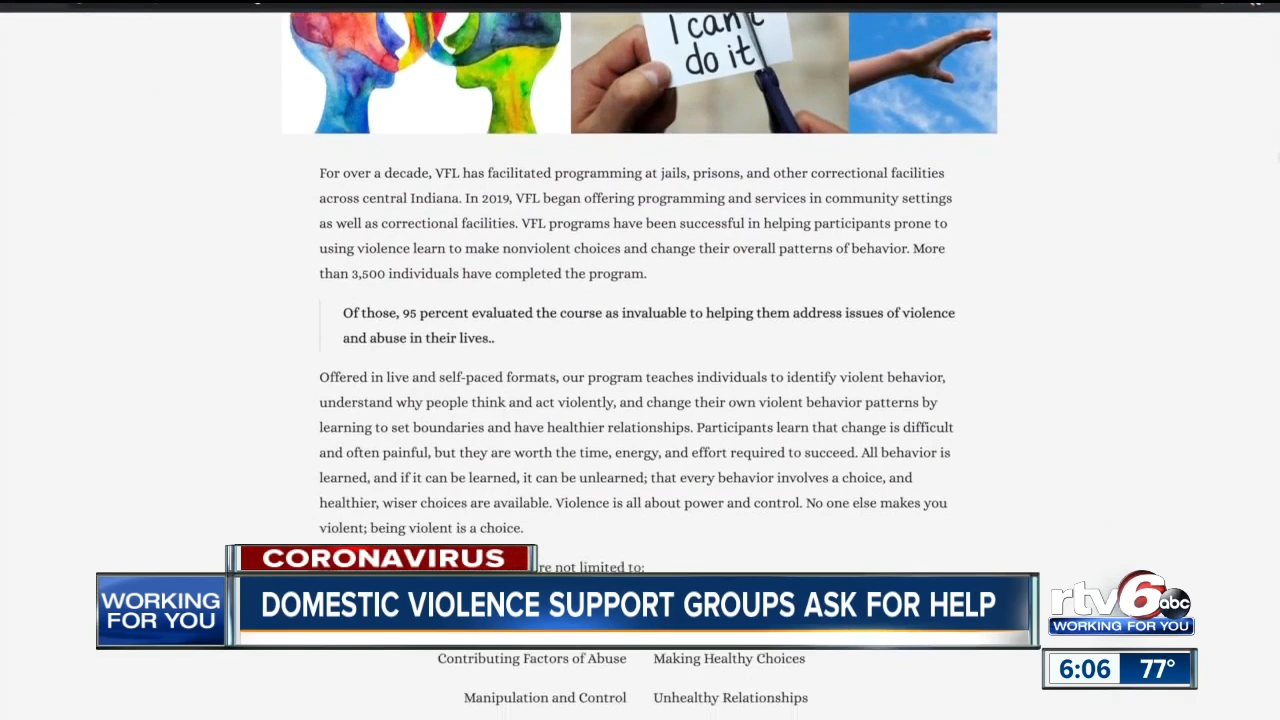 I can't
do it
For over a decade, VFL has facilitated programming at jails, prisons, and other correctional facilities
across central Indiana. In 2019, VFL began offering programming and services in community settings
as well as correctional facilities. VFL programs have been successful in helping participants prone to
using violence learn to make nonviolent choices and change their overall patterns of behavior. More
than 3,500 individuals have completed the program.
Of those, 95 percent evaluated the course as invaluable to helping them address issues of violence
and abuse in their lives..
Offered in live and self-paced formats, our program teaches individuals to identify violent behavior,
understand why people think and act violently, and change their own violent behavior patterns by
learning to set boundaries and have healthier relationships. Participants learn that change is difficult
and often painful, but they are worth the time, energy, and effort required to succeed. All behavior is
learned, and if it can be learned, it can be unlearned; that every behavior involves a choice, and
healthier, wiser choices are available. Violence is all about power and control. No one else makes you
violent; being violent is a choice.
re not limited to:
CORONAVIRUS
WORKING
FOR YOU
DOMESTIC VIOLENCE SUPPORT GROUPS ASK FOR HELP
rtv6 abc
WORKING FOR YOU
6:06 77°
Contributing Factors of Abuse Making Healthy Choices
Manipulation and Control Unhealthy Relationships